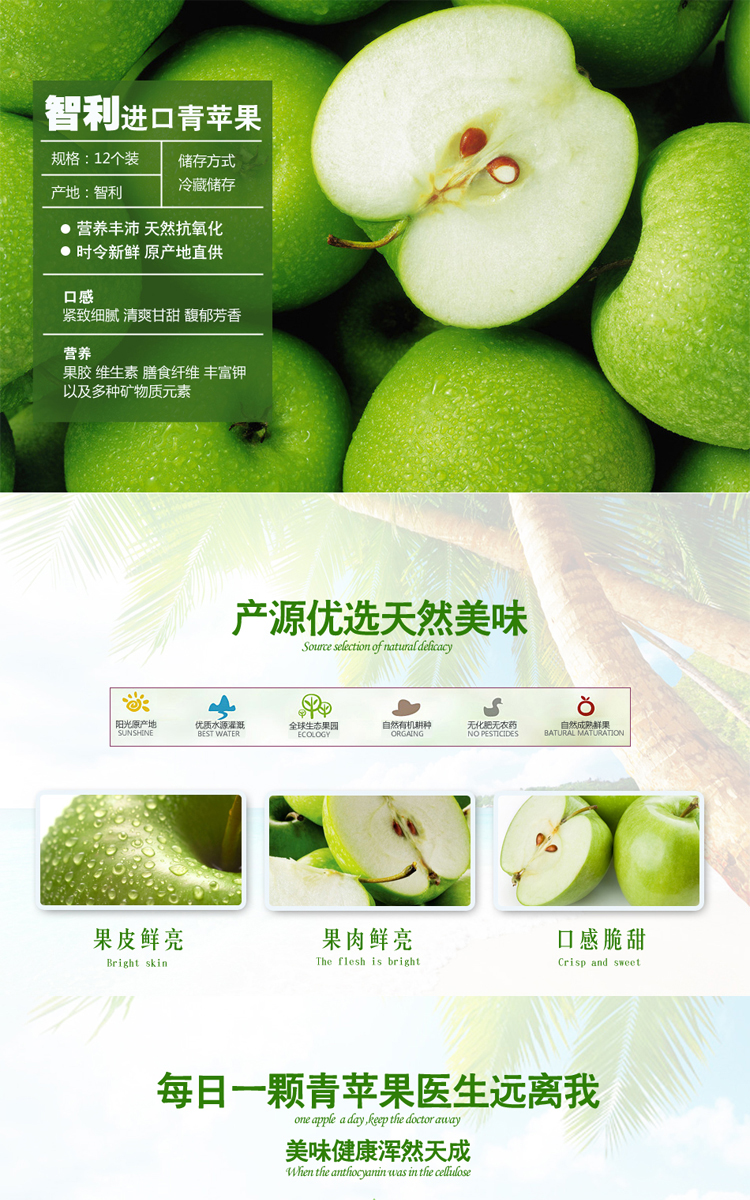 智利进口青苹果
规格：12个装
产地：智利
储存方式
冷藏储存
● 营养丰沛 天然抗氧化
● 时令新鲜 原产地直供
口感
紧致细腻 清爽甘甜 馥郁芳香
营养
果胶 维生素 膳食纤维 丰富钾
以及多种矿物质元素
产源优选天然美味
Source selection of natural delicacy
阳光原产地
SUNSHINE
优质水源灌溉
BEST WATER
全球生态果园
ECOLOGY
自然有机耕种
ORGAING
无化肥无农药
NO PESTICIDES
自然成熟鲜果
BATURAL MATURATION
果皮鲜亮
Bright skin
果肉鲜亮
The flesh is bright
口感脆甜
Crisp and sweet
每日一颗青苹果医生远离我
one apple a day ,keep the doctor away
美味健康浑然天成
When the anthocyanin was in the cellulose